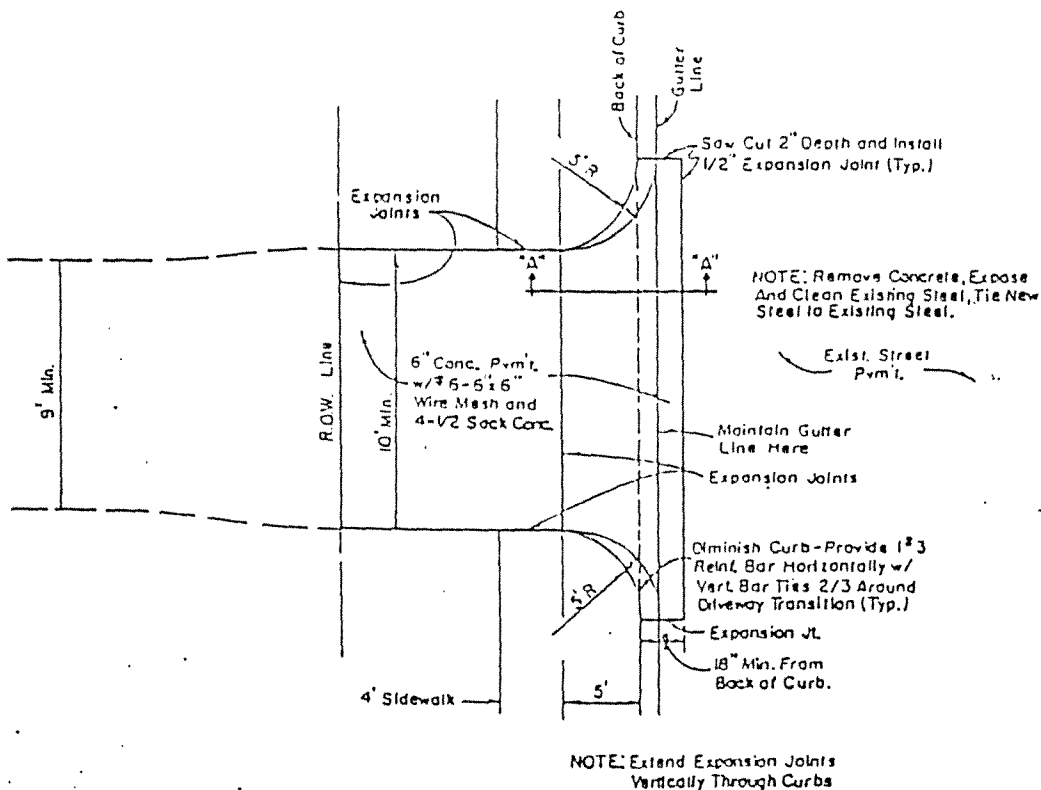 Back of Curb
Gutter
Line
Saw Cut 2" Depth and Install
1/2" Expansion Joint (Typ.)
5' R
Expansion
Joints
"A"
"A"
NOTE: Remove Concrete, Expose
And Clean Existing Steel, Tie New
Steel to Existing Steel.
Exist. Street
Pvm't.
9' Min.
R.O.W. Line
10' Min.
6" Conc. Pvm't.
w/#6-6"x6"
Wire Mesh and
4-1/2 Sack Conc.
Maintain Gutter
Line Here
Expansion Joints
Diminish Curb-Provide 1#3
Reinf. Bar Horizontally w/
Vert. Bar Ties 2/3 Around
Driveway Transition (Typ.)
5' R
Expansion Jt.
18" Min. From
Back of Curb.
4' Sidewalk
5'
NOTE: Extend Expansion Joints
Vertically Through Curbs